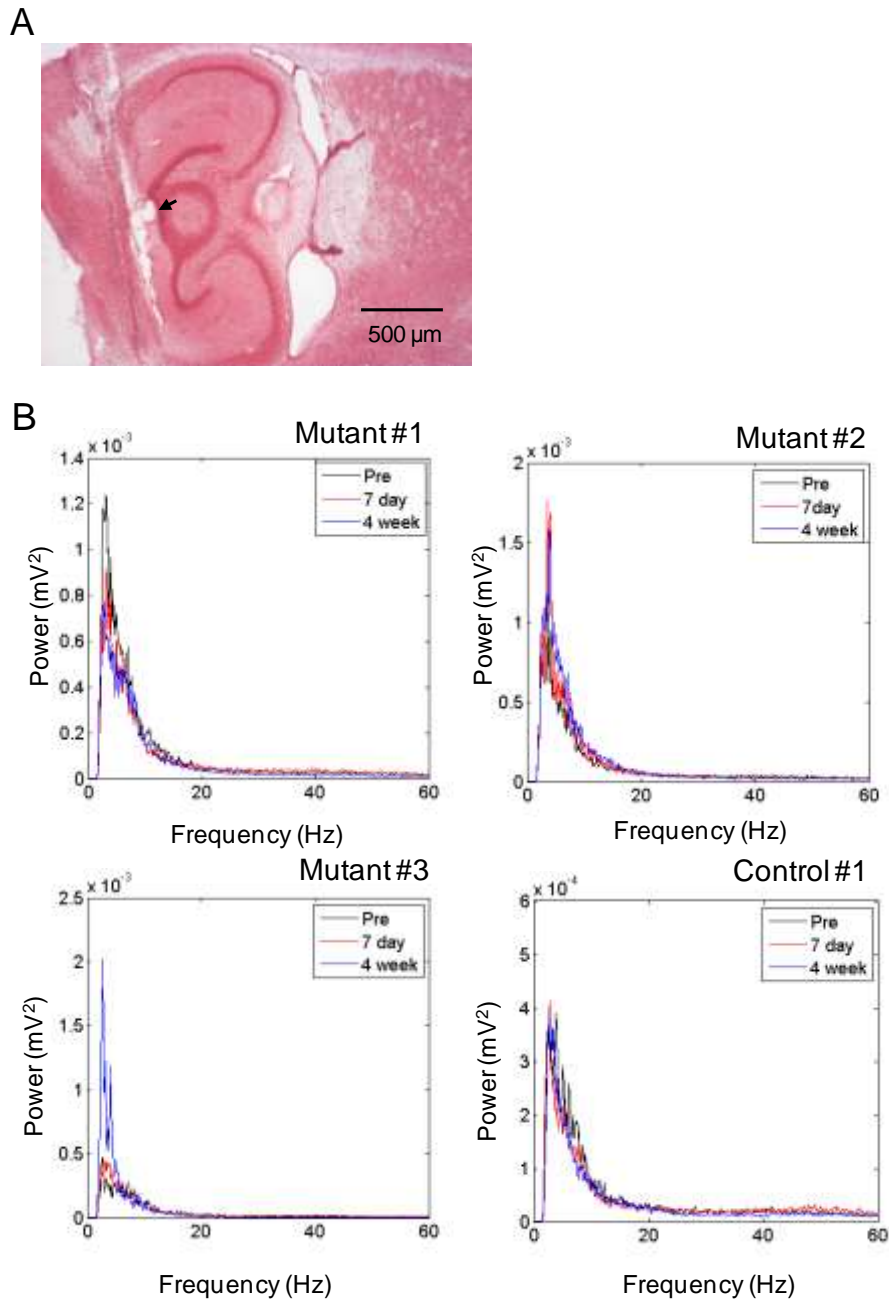 A
500 µm
B
Mutant #1
x 10-3
Pre
7 day
4 week
1.4
1.2
1
0.8
0.6
0.4
0.2
0
0 20 40 60
Power (mV2)
Frequency (Hz)
Mutant #2
x 10-3
Pre
7day
4 week
2
1.5
1
0.5
0
0 20 40 60
Power (mV2)
Frequency (Hz)
Mutant #3
x 10-3
Pre
7 day
4 week
2.5
2
1.5
1
0.5
0
0 20 40 60
Power (mV2)
Frequency (Hz)
Control #1
x 10-4
Pre
7 day
4 week
6
5
4
3
2
1
0
0 20 40 60
Power (mV2)
Frequency (Hz)